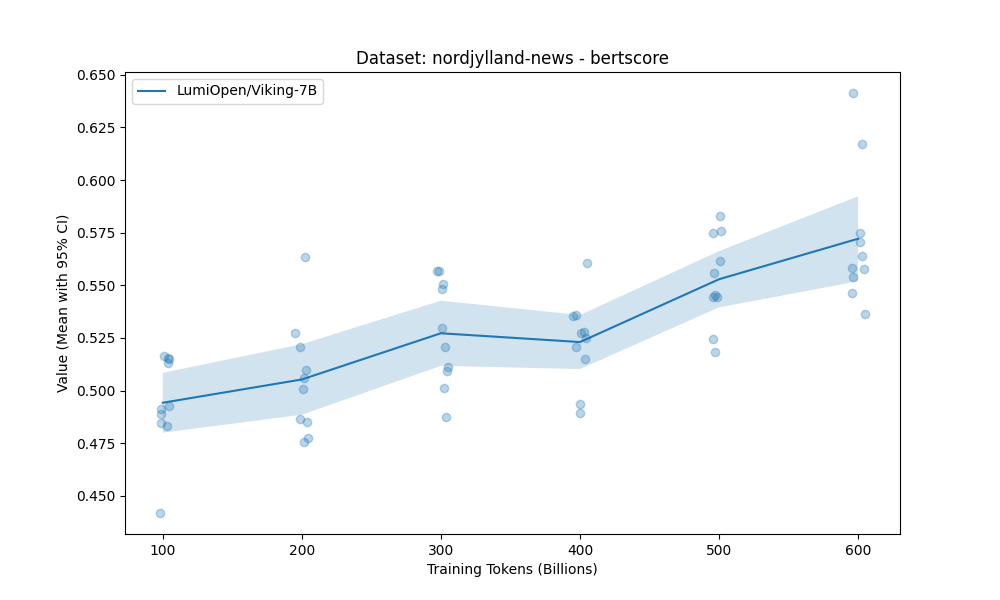 Dataset: nordjylland-news - bertscore
LumiOpen/Viking-7B
Value (Mean with 95% CI)
0.650
0.625
0.600
0.575
0.550
0.525
0.500
0.475
0.450
100 200 300 400 500 600
Training Tokens (Billions)